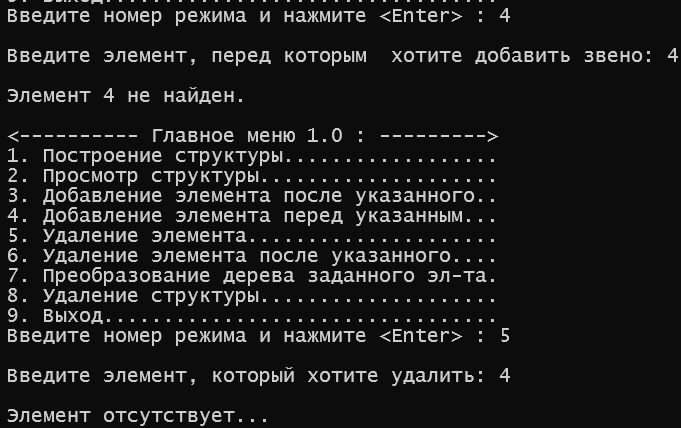 Введите номер режима и нажмите <Enter> : 4
Введите элемент, перед которым  хотите добавить звено: 4
Элемент 4 не найден.
<---------- Главное меню 1.0 : --------->
1. Построение структуры..................
2. Просмотр структуры....................
3. Добавление элемента после указанного..
4. Добавление элемента перед указанным...
5. Удаление элемента.....................
6. Удаление элемента после указанного....
7. Преобразование дерева заданного эл-та.
8. Удаление структуры....................
9. Выход.................................
Введите номер режима и нажмите <Enter> : 5
Введите элемент, который хотите удалить: 4
Элемент отсутствует...